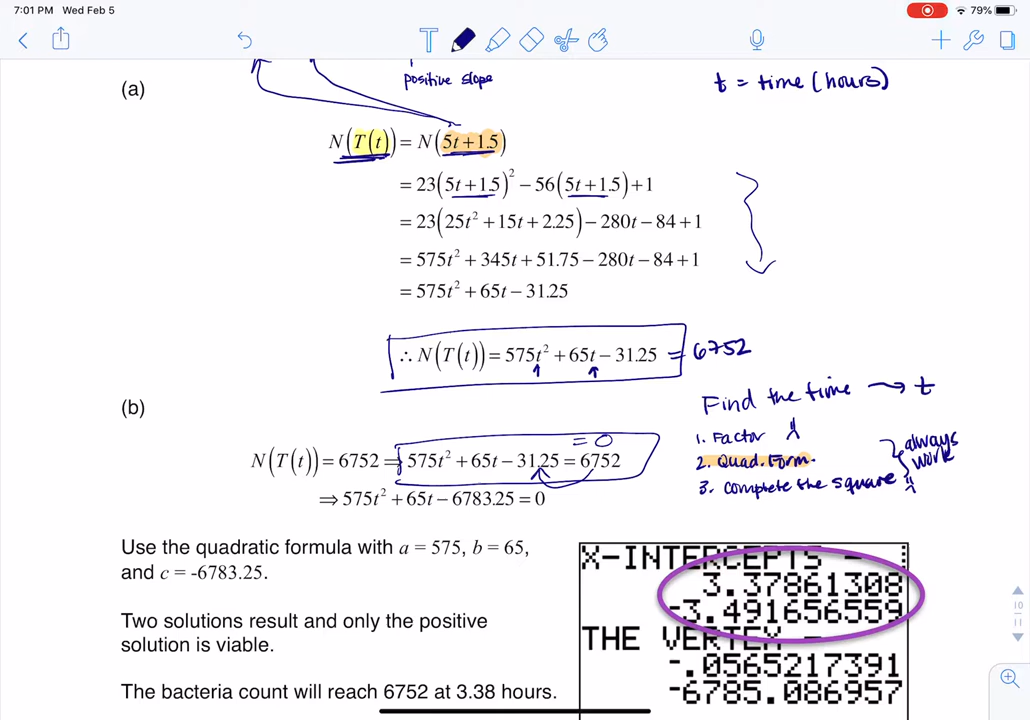 7:01 PM Wed Feb 5
79%
positive slope
t = time (hours)
(a)
N(T(t)) = N(5t+1.5)
= 23(5t+1.5)² − 56(5t+1.5)+1
= 23(25t² +15t + 2.25) − 280t − 84 +1
= 575t² + 345t + 51.75 − 280t − 84 +1
= 575t² + 65t − 31.25
∴ N(T(t)) = 575t² + 65t − 31.25 = 6752
Find the time → t
(b)
1. Factor
2. Quad. Form.
3. Complete the square
always
work
= 0
N(T(t)) = 6752 ⇒ 575t² + 65t − 31.25 = 6752
⇒ 575t² + 65t − 6783.25 = 0
Use the quadratic formula with a = 575, b = 65,
and c = -6783.25.
Two solutions result and only the positive
solution is viable.
The bacteria count will reach 6752 at 3.38 hours.
X-INTERCEPTS -
3.37861308
-3.491656559
THE VERTEX -
-.0565217391
-6785.086957
10
11